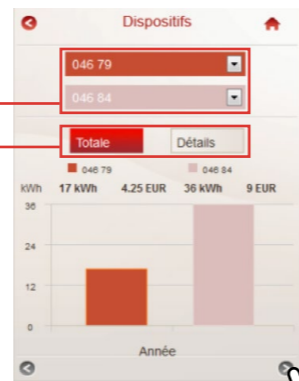 Dispositifs
046 79
046 84
Totale Détails
046 79 046 84
kWh 17 kWh 4.25 EUR 36 kWh 9 EUR
36
24
12
0
Année